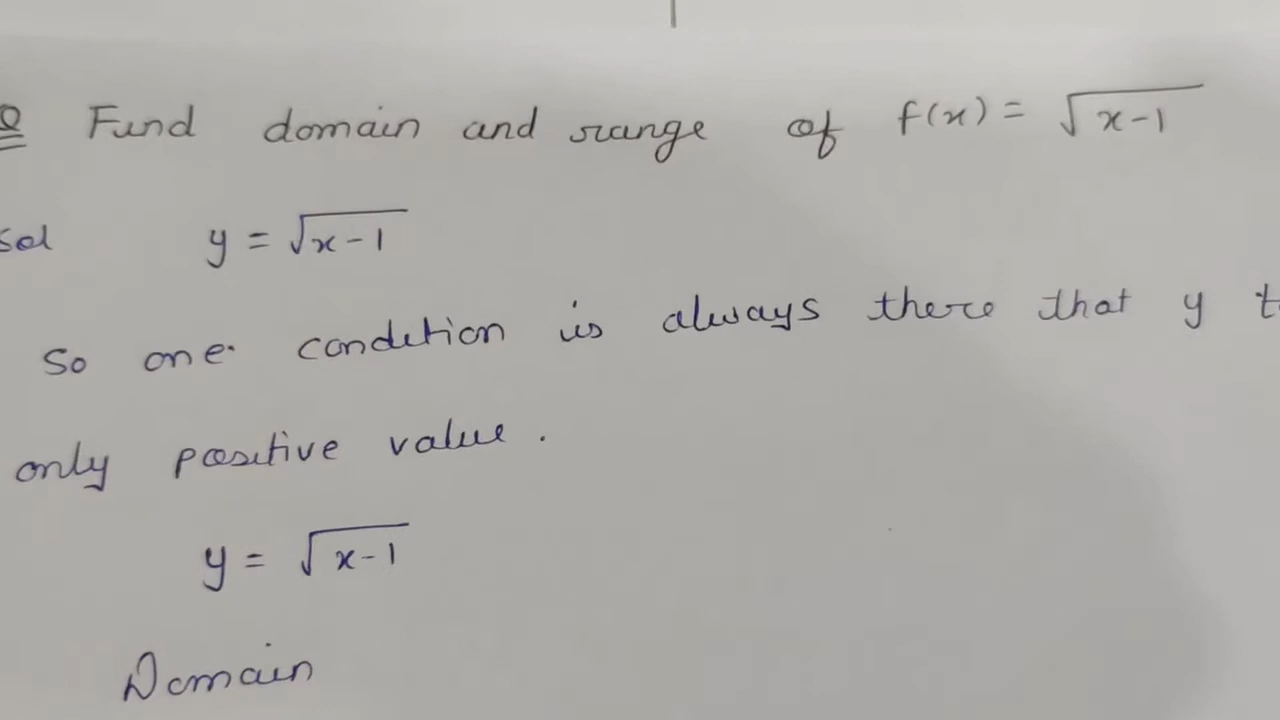 Q Find domain and range of f(x) = √x-1
Sol y = √x-1
So one condition is always there that y
only positive value.
y = √x-1
Domain